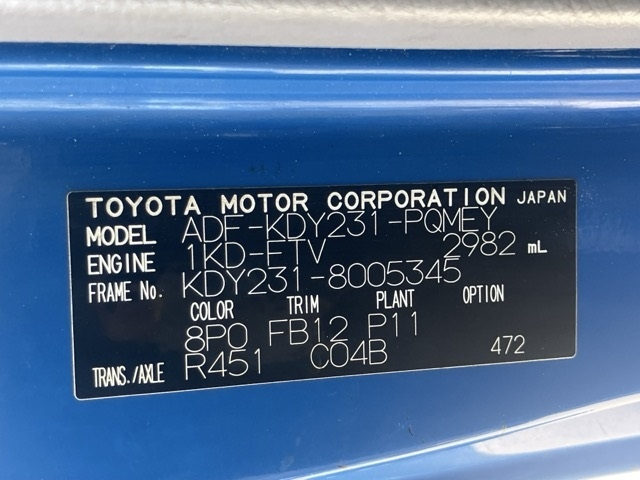 TOYOTA MOTOR CORPORATION JAPAN
MODEL ADF-KDY231-PQMEY
ENGINE 1KD-FTV 2982 mL
FRAME No. KDY231-8005345
COLOR TRIM PLANT OPTION
8P0 FB12 P11
TRANS./AXLE R451 C04B 472